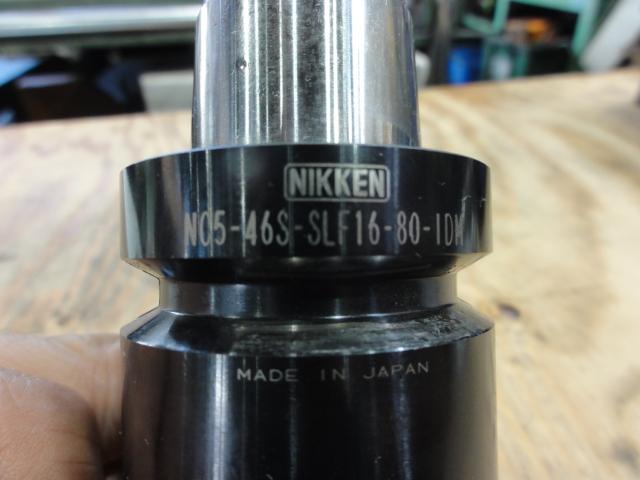 NIKKEN
NC5-46S-SLF16-80-IDM
MADE IN JAPAN